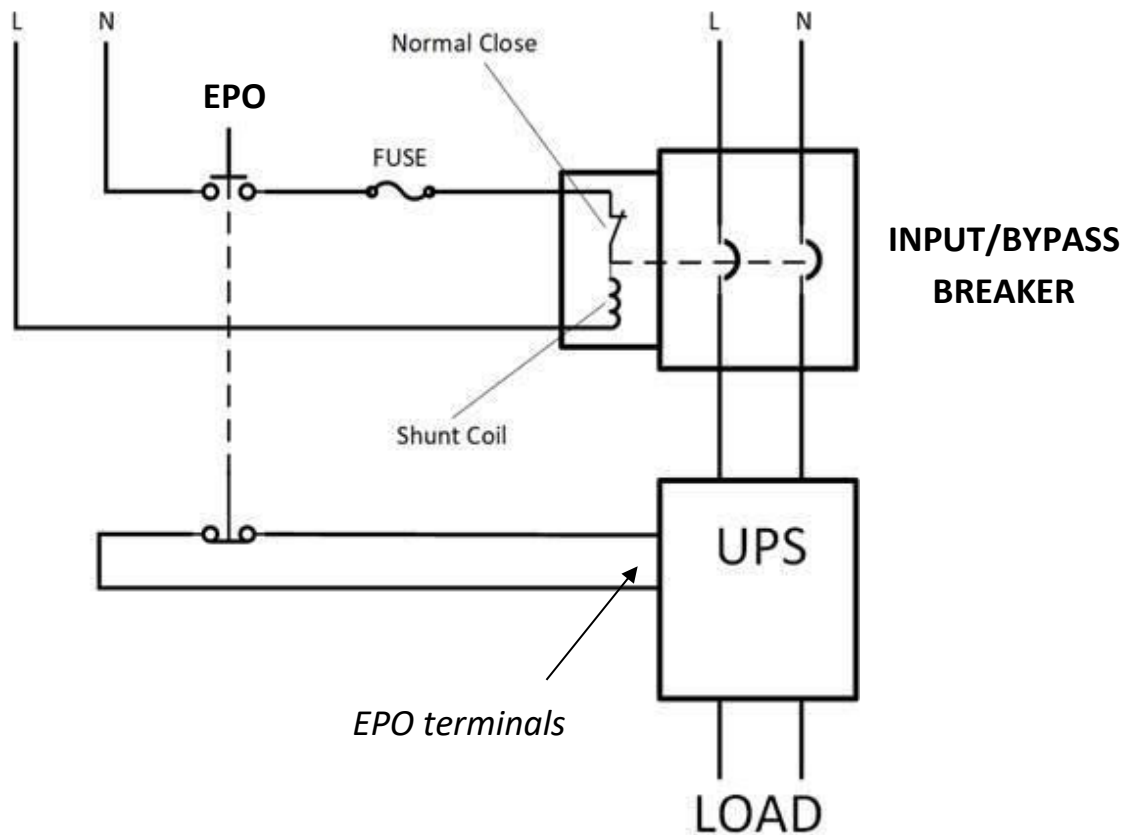 L
N
L
N
Normal Close
EPO
FUSE
INPUT/BYPASS
BREAKER
Shunt Coil
UPS
EPO terminals
LOAD